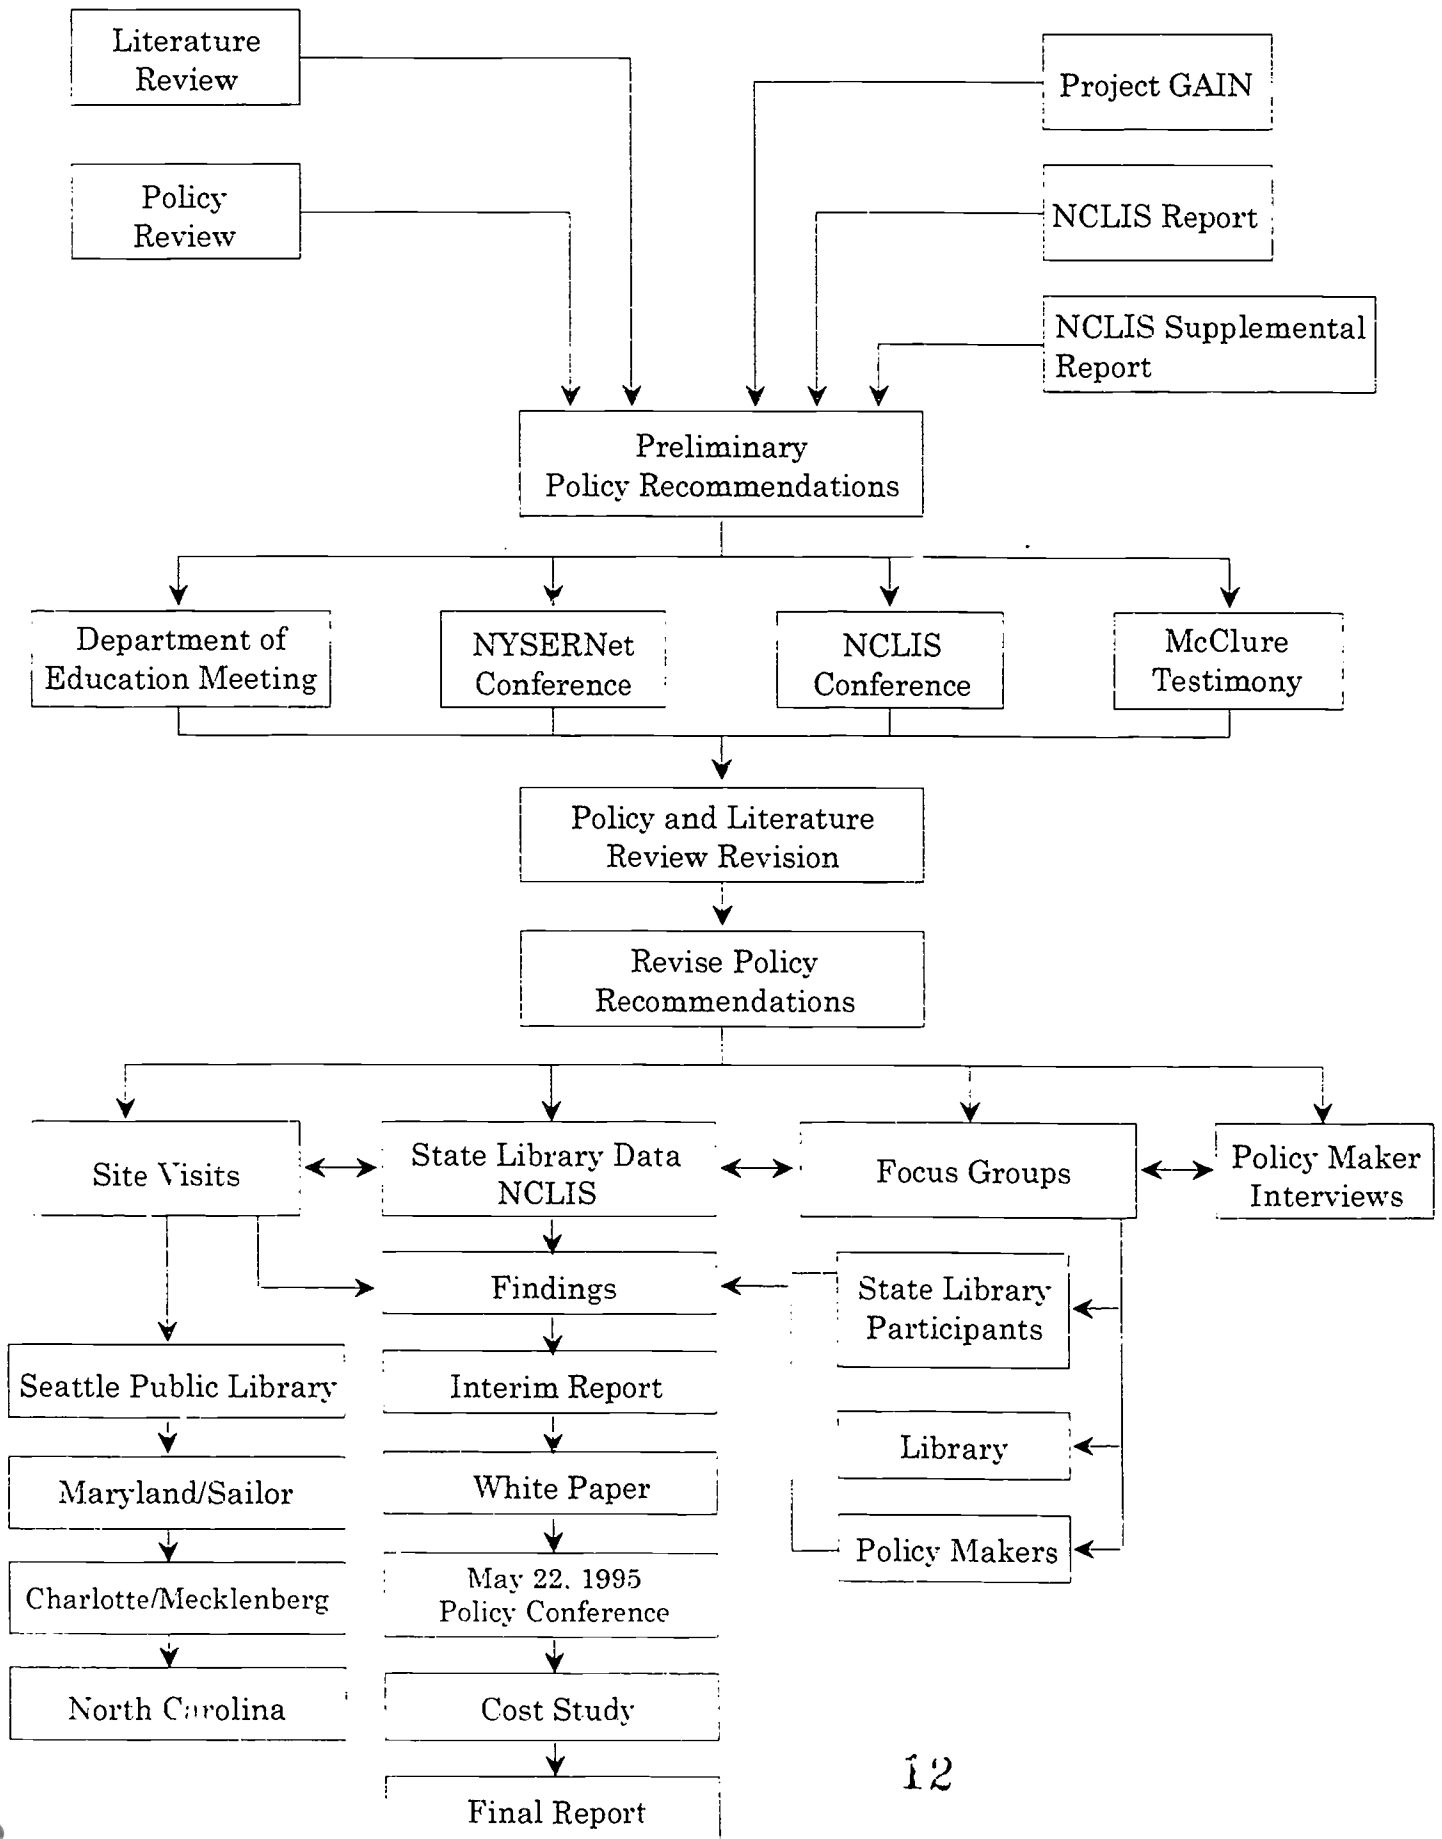 Literature
Review
Project GAIN
Policy
Review
NCLIS Report
NCLIS Supplemental
Report
Preliminary
Policy Recommendations
Department of
Education Meeting
NYSERNet
Conference
NCLIS
Conference
McClure
Testimony
Policy and Literature
Review Revision
Revise Policy
Recommendations
Site Visits
State Library Data
NCLIS
Focus Groups
Policy Maker
Interviews
Findings
State Library
Participants
Seattle Public Library
Interim Report
Library
Maryland/Sailor
White Paper
Policy Makers
Charlotte/Mecklenberg
May 22, 1995
Policy Conference
North Carolina
Cost Study
Final Report
12